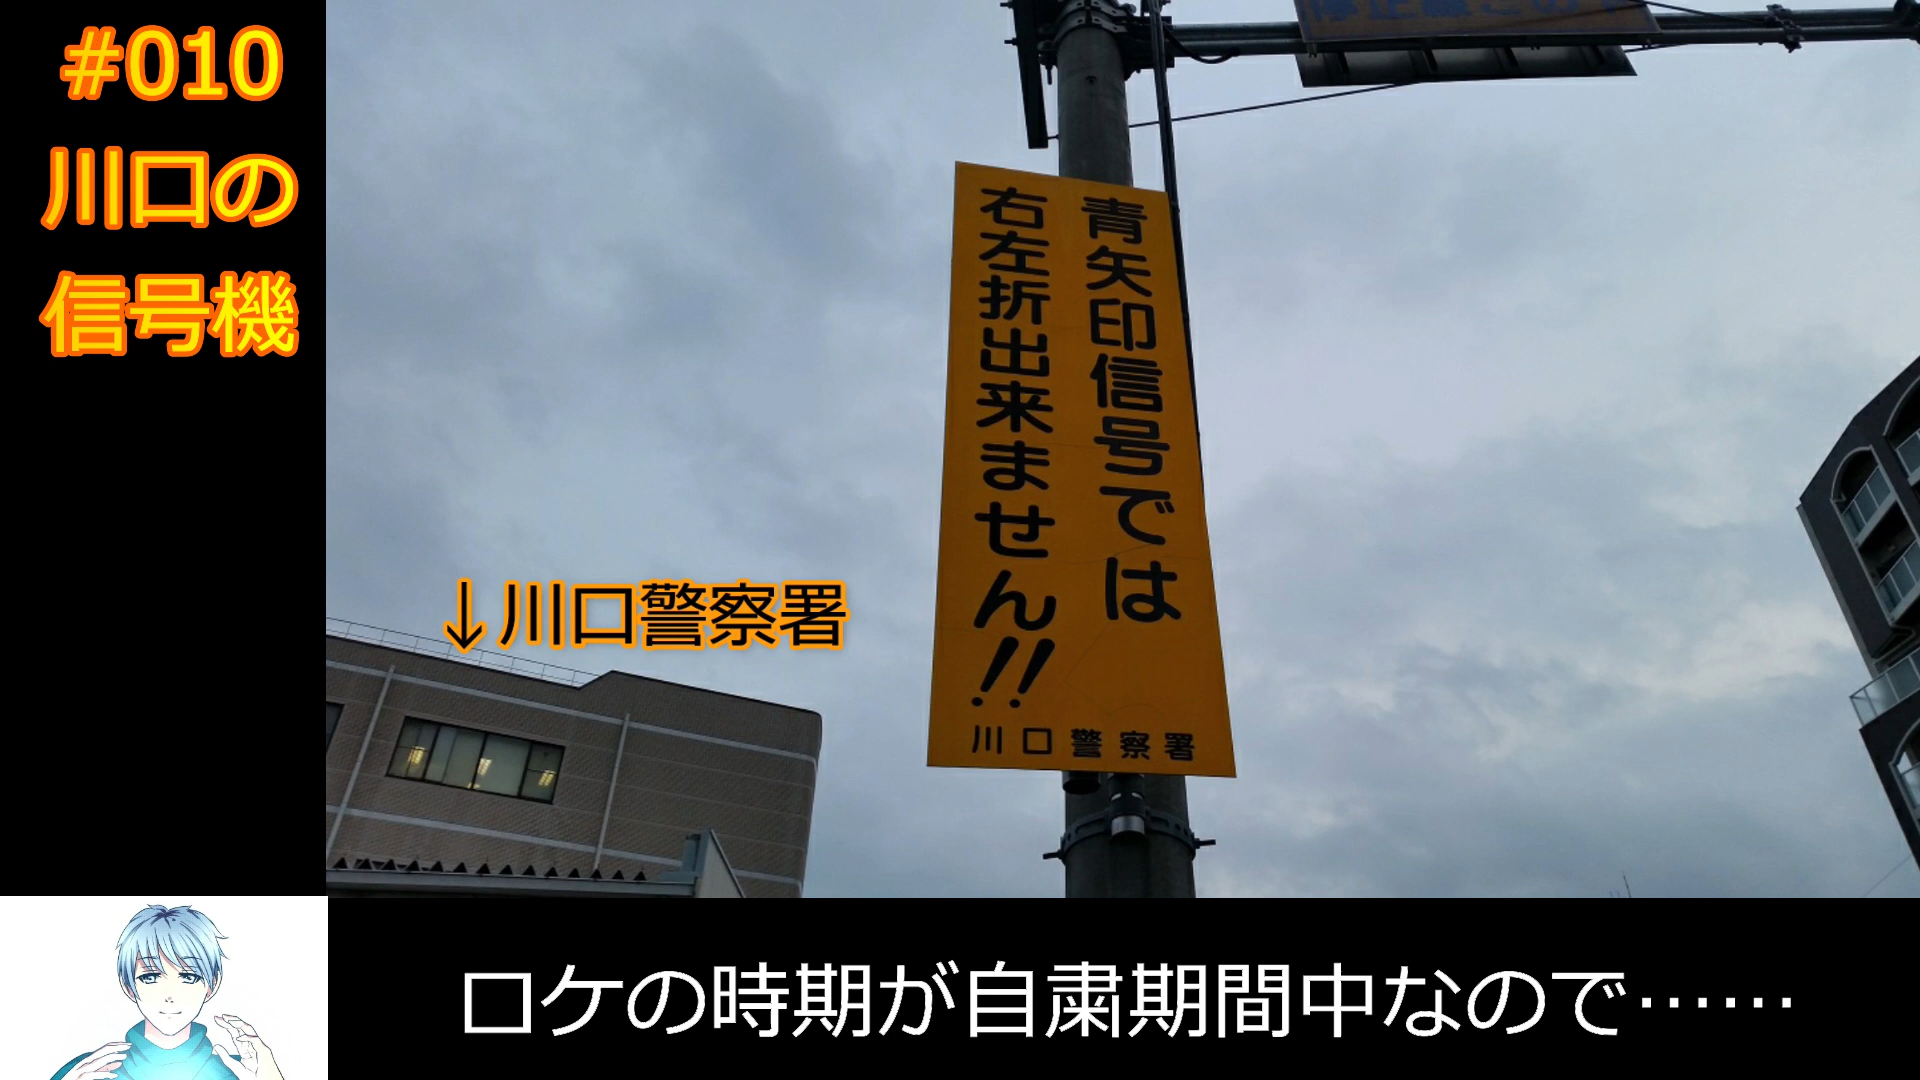 #010
川口の
信号機
青矢印信号では
右左折出来ません!!
川口警察署
↓川口警察署
ロケの時期が自粛期間中なので……